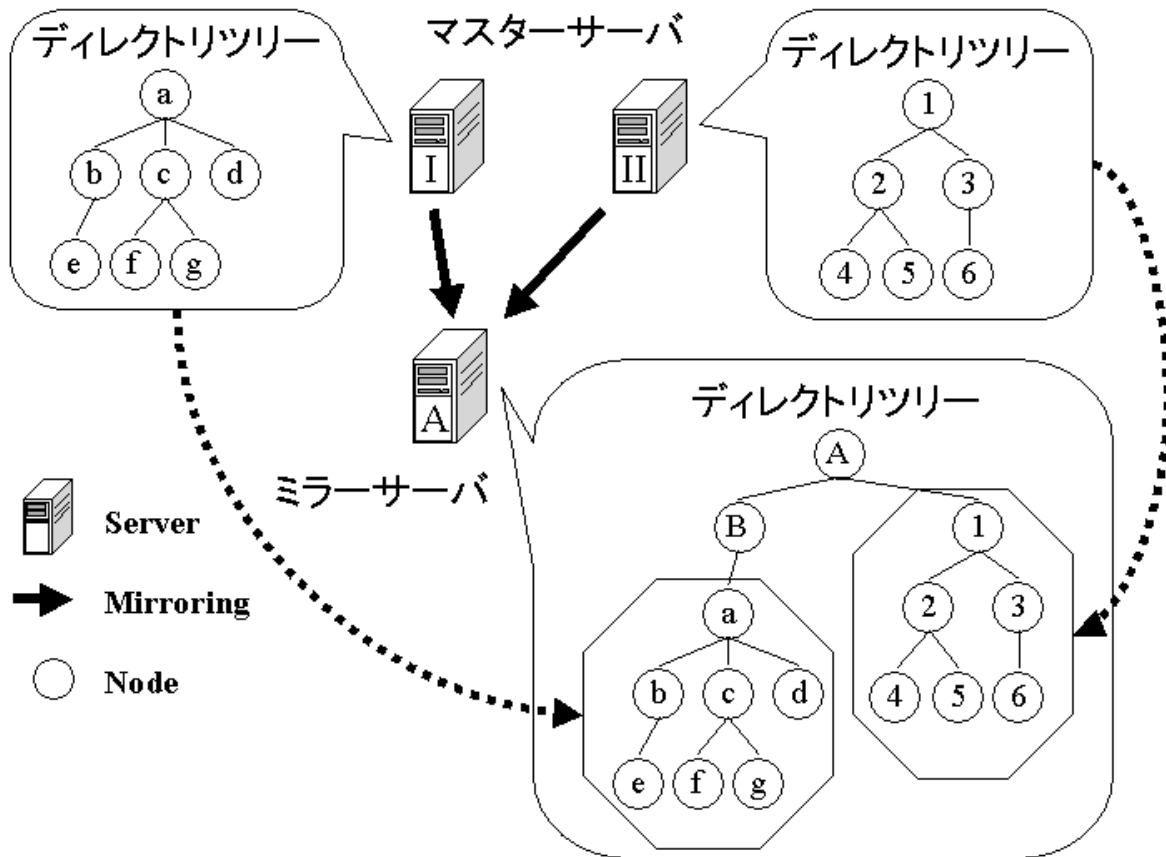 ディレクトリツリー
a
b c d
e f g
マスターサーバ
I II
ディレクトリツリー
1
2 3
4 5 6
A
ミラーサーバ
Server
Mirroring
Node
ディレクトリツリー
A
B 1
a 2 3
b c d 4 5 6
e f g